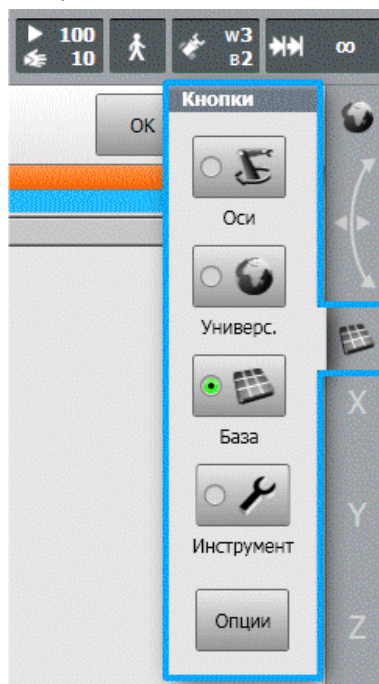 100 W3
10 B2 ∞
Кнопки
OK
Оси
Универс.
X
База
Y
Инструмент
Опции
Z